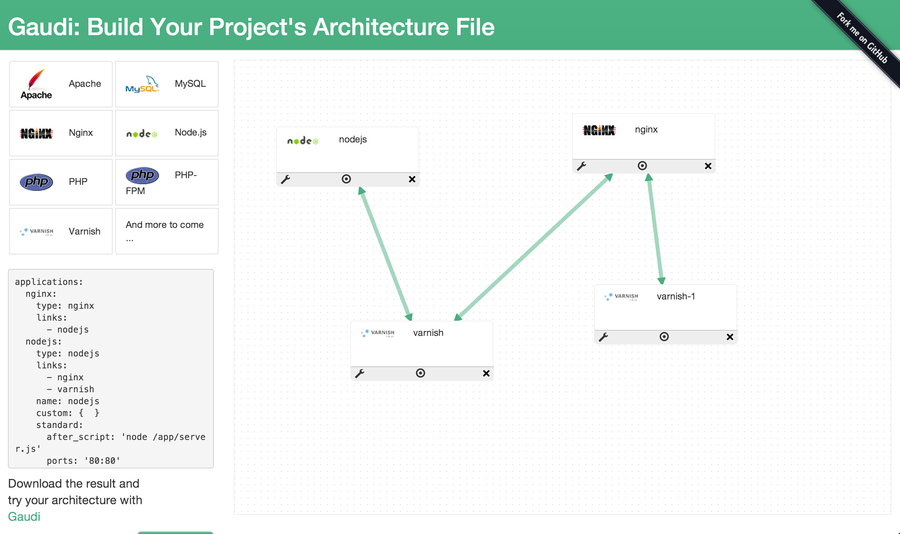 Gaudi: Build Your Project's Architecture File
Fork me on GitHub
Apache Apache
MySQL MySQL
NGINX Nginx
node Node.js
php PHP
php PHP-
FPM
VARNISH Varnish
And more to come
...
applications:
  nginx:
    type: nginx
    links:
      - nodejs
  nodejs:
    type: nodejs
    links:
      - nginx
      - varnish
    name: nodejs
    custom: {  }
    standard:
      after_script: 'node /app/serve
r.js'
      ports: '80:80'
Download the result and
try your architecture with
Gaudi
node nodejs
NGINX nginx
VARNISH varnish
VARNISH varnish-1